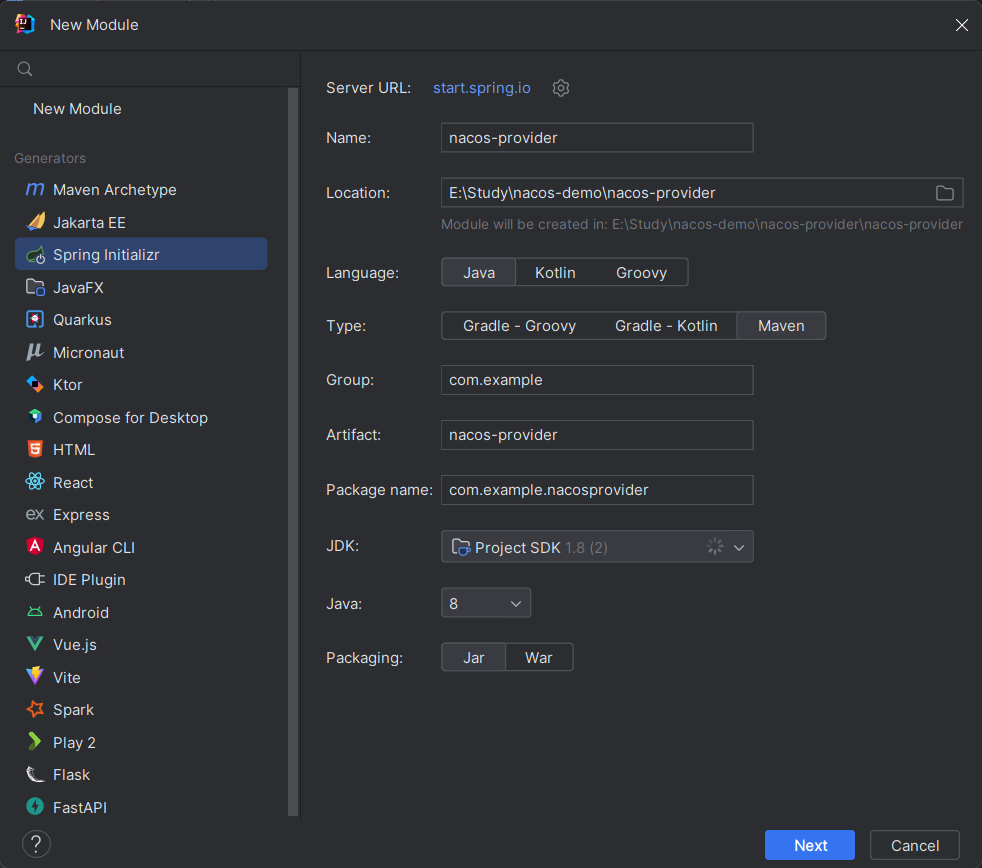 New Module
New Module
Generators
Maven Archetype
Jakarta EE
Spring Initializr
JavaFX
Quarkus
Micronaut
Ktor
Compose for Desktop
HTML
React
Express
Angular CLI
IDE Plugin
Android
Vue.js
Vite
Spark
Play 2
Flask
FastAPI
Server URL: start.spring.io
Name: nacos-provider
Location: E:\Study\nacos-demo\nacos-provider
Module will be created in: E:\Study\nacos-demo\nacos-provider\nacos-provider
Language: Java Kotlin Groovy
Type: Gradle - Groovy Gradle - Kotlin Maven
Group: com.example
Artifact: nacos-provider
Package name: com.example.nacosprovider
JDK: Project SDK 1.8 (2)
Java: 8
Packaging: Jar War
? Next Cancel